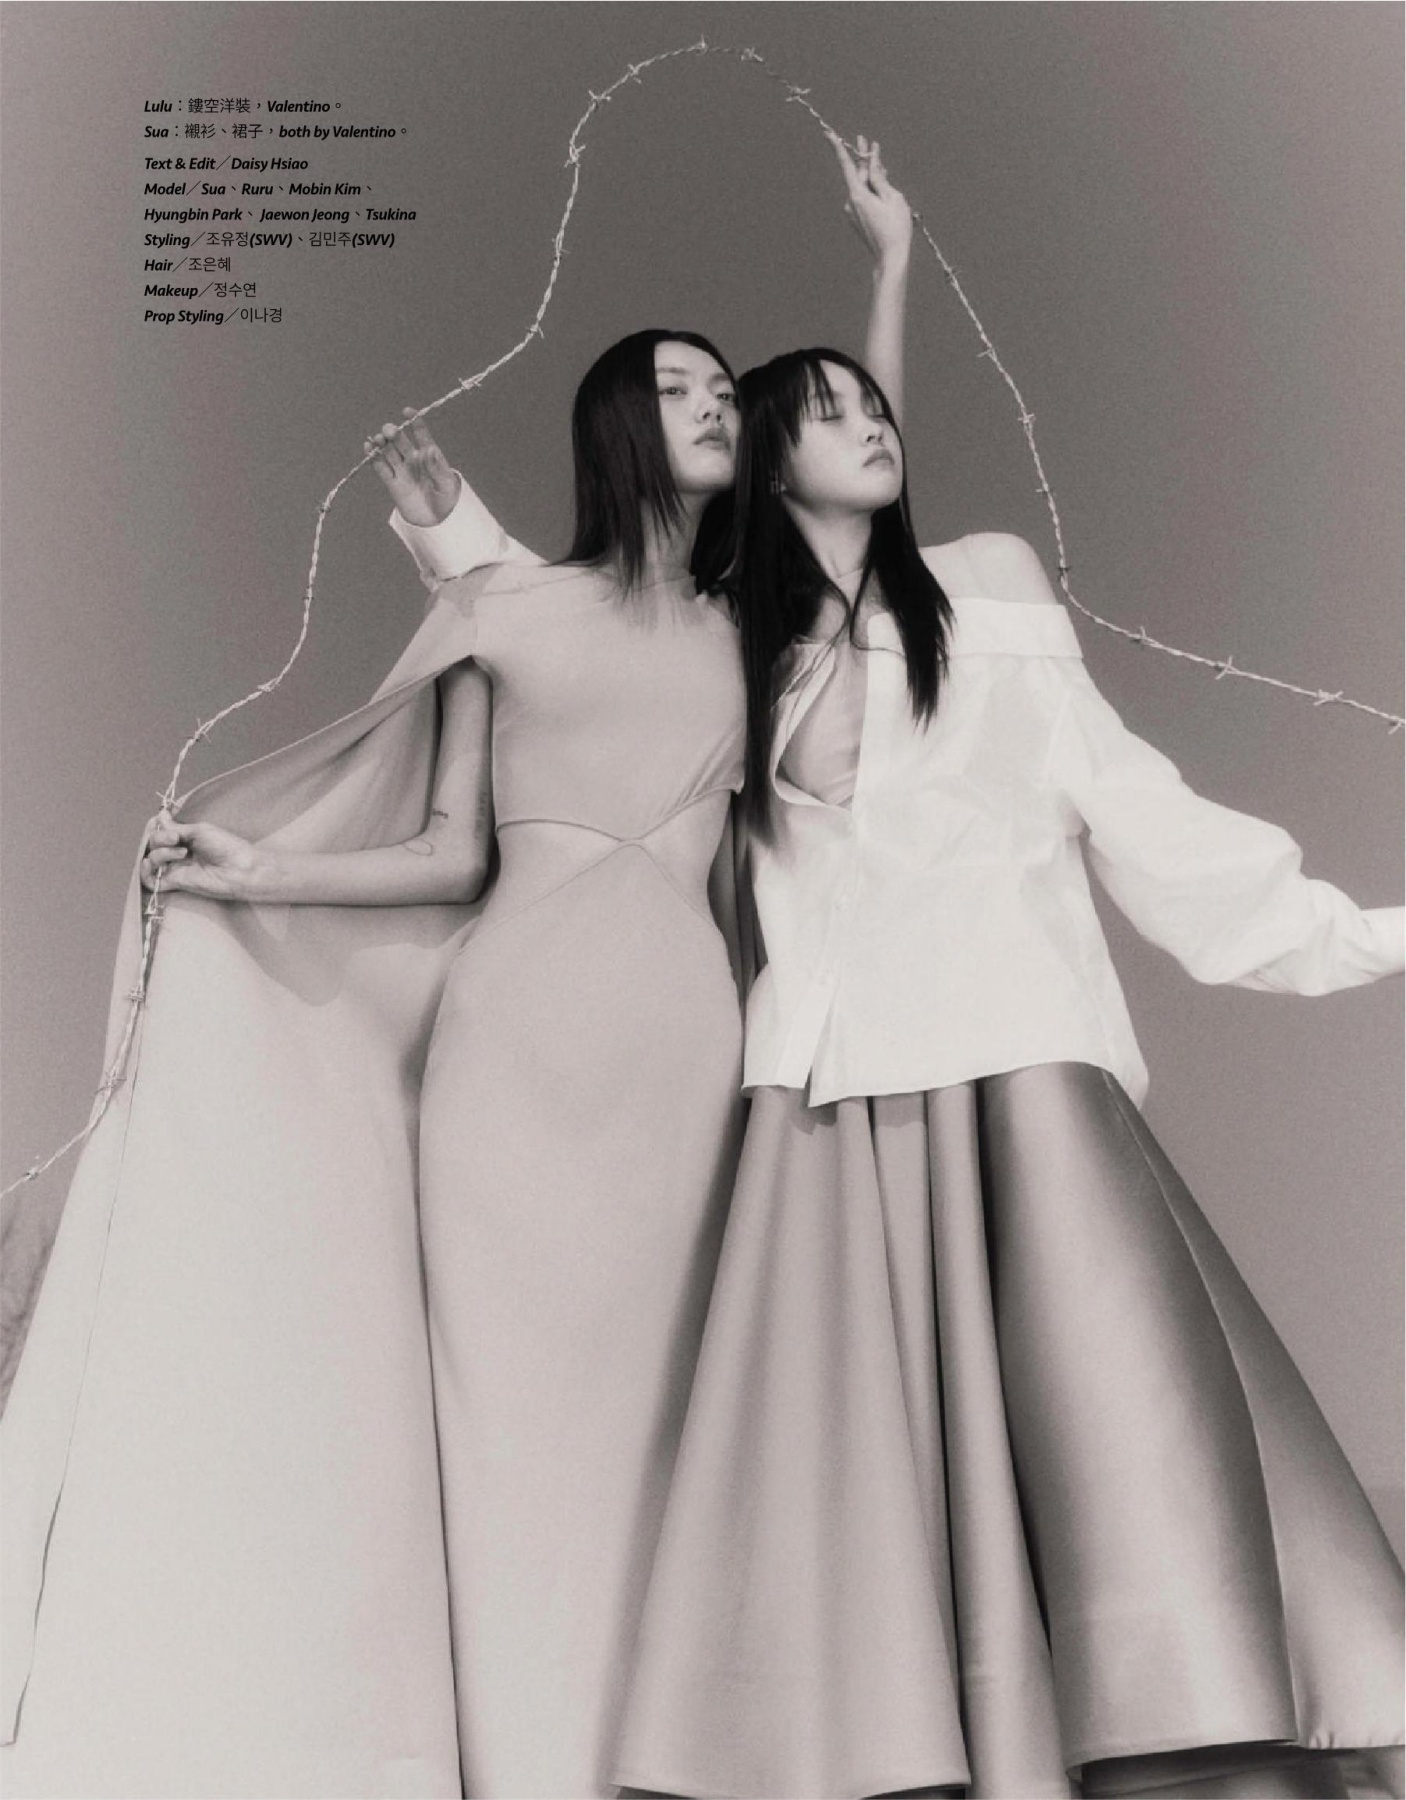 Lulu：鏤空洋裝，Valentino。
Sua：襯衫、裙子，both by Valentino。
Text & Edit／Daisy Hsiao
Model／Sua、Ruru、Mobin Kim、
Hyungbin Park、Jaewon Jeong、Tsukina
Styling／조유정(SWV)、김민주(SWV)
Hair／조은혜
Makeup／정수연
Prop Styling／이나경